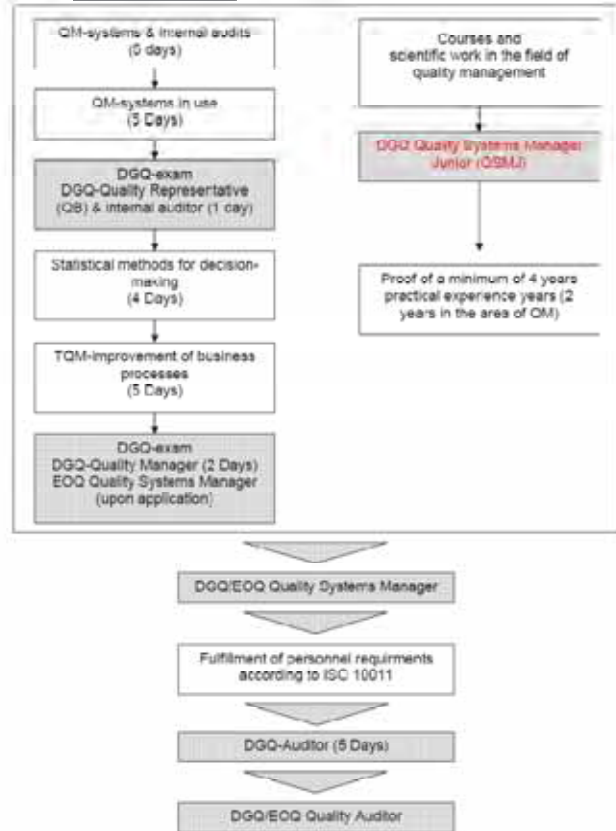 QM-systems & internal audits
days)
QM-systems in use
(5 Days)
DGQ-exam
DGQ-Quality Representative
(QB) & internal auditor (1 day)
Statistical methods for decision-
making
(4 Days)
TQM-improvement of business
processes
(5 Days)
DGQ-exam
DGQ-Quality Manager (2 Days)
EOQ Quality Systems Manager
(upon application)
Courses and
scientific work in the field of
quality management
DGQ Quality Systems Manager
Junior (QSMJ)
Proof of a minimum of 4 years
practical experience years (2
years in the area of QM)
DGQ/EOQ Quality Systems Manager
Fulfillment of personnel requirments
according to ISC 10011
DGQ-Auditor (5 Days)
DGQ/EOQ Quality Auditor